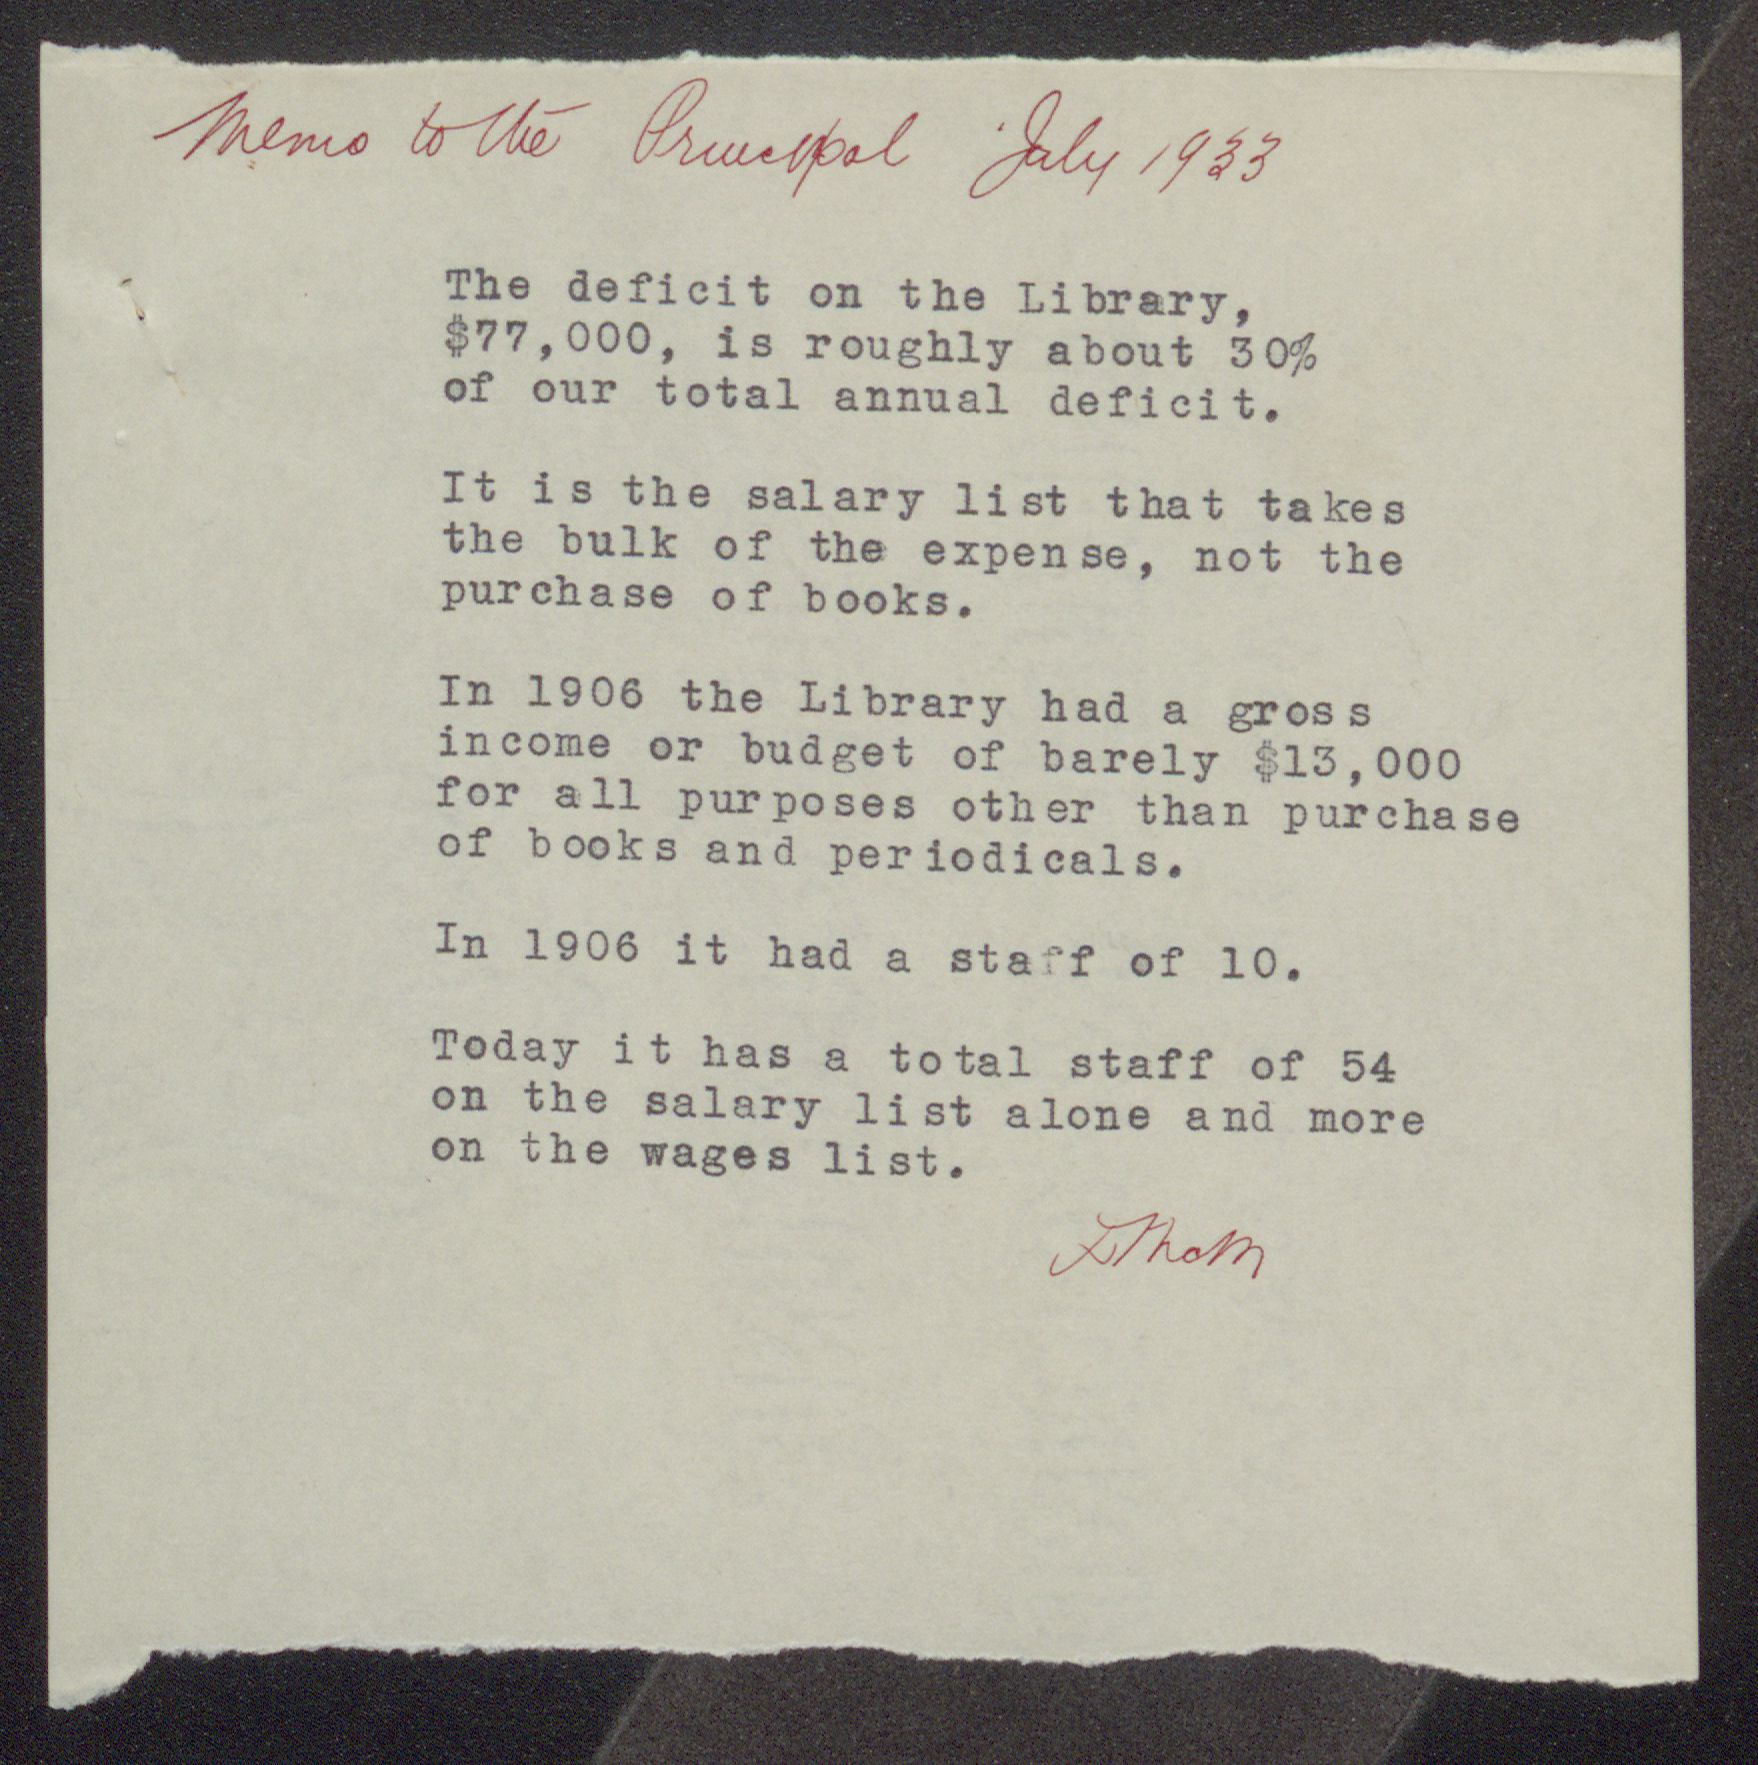 Memo to the Principal July 1933
The deficit on the Library,
$77,000, is roughly about 30%
of our total annual deficit.
It is the salary list that takes
the bulk of the expense, not the
purchase of books.
In 1906 the Library had a gross
income or budget of barely $13,000
for all purposes other than purchase
of books and periodicals.
In 1906 it had a staff of 10.
Today it has a total staff of 54
on the salary list alone and more
on the wages list.